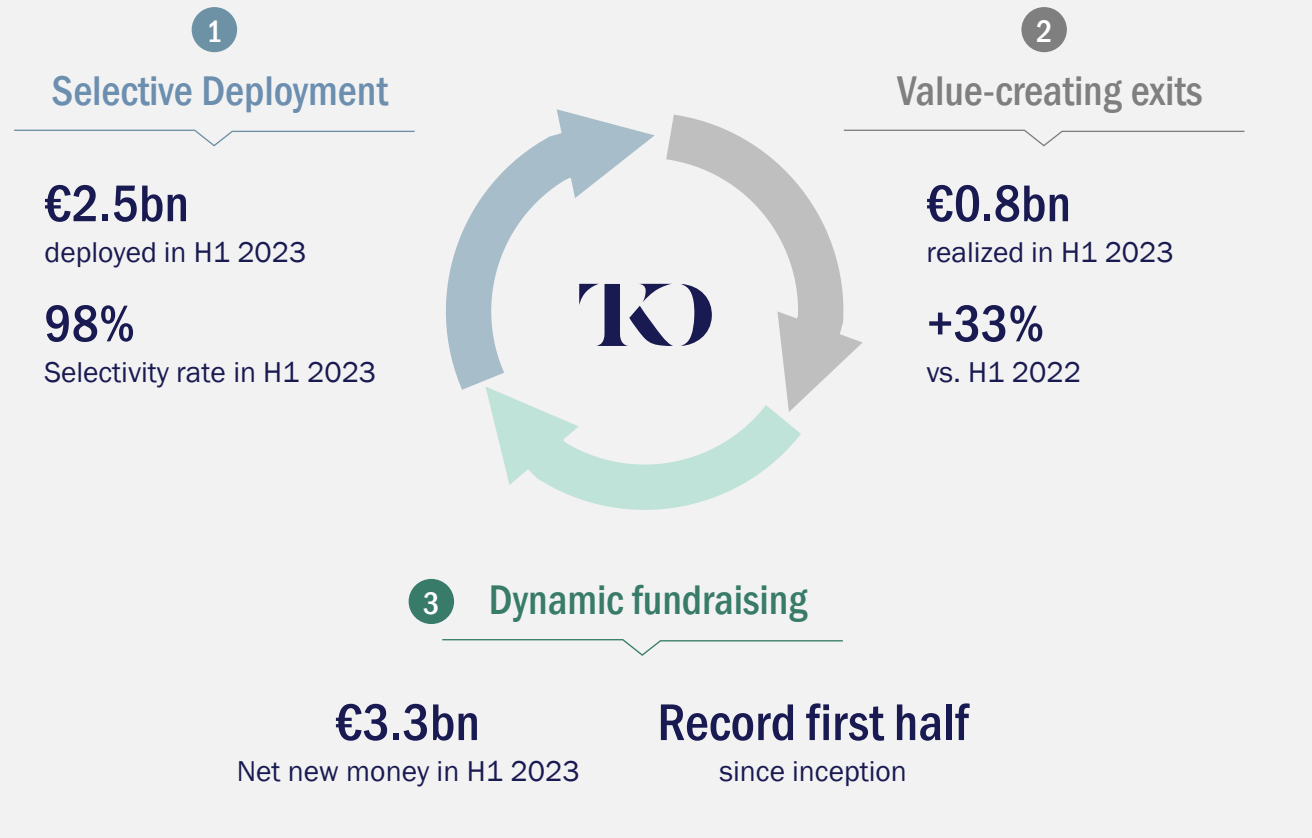 1
Selective Deployment
€2.5bn
deployed in H1 2023
98%
Selectivity rate in H1 2023
2
Value-creating exits
€0.8bn
realized in H1 2023
+33%
vs. H1 2022
TKO
3 Dynamic fundraising
€3.3bn
Net new money in H1 2023
Record first half
since inception